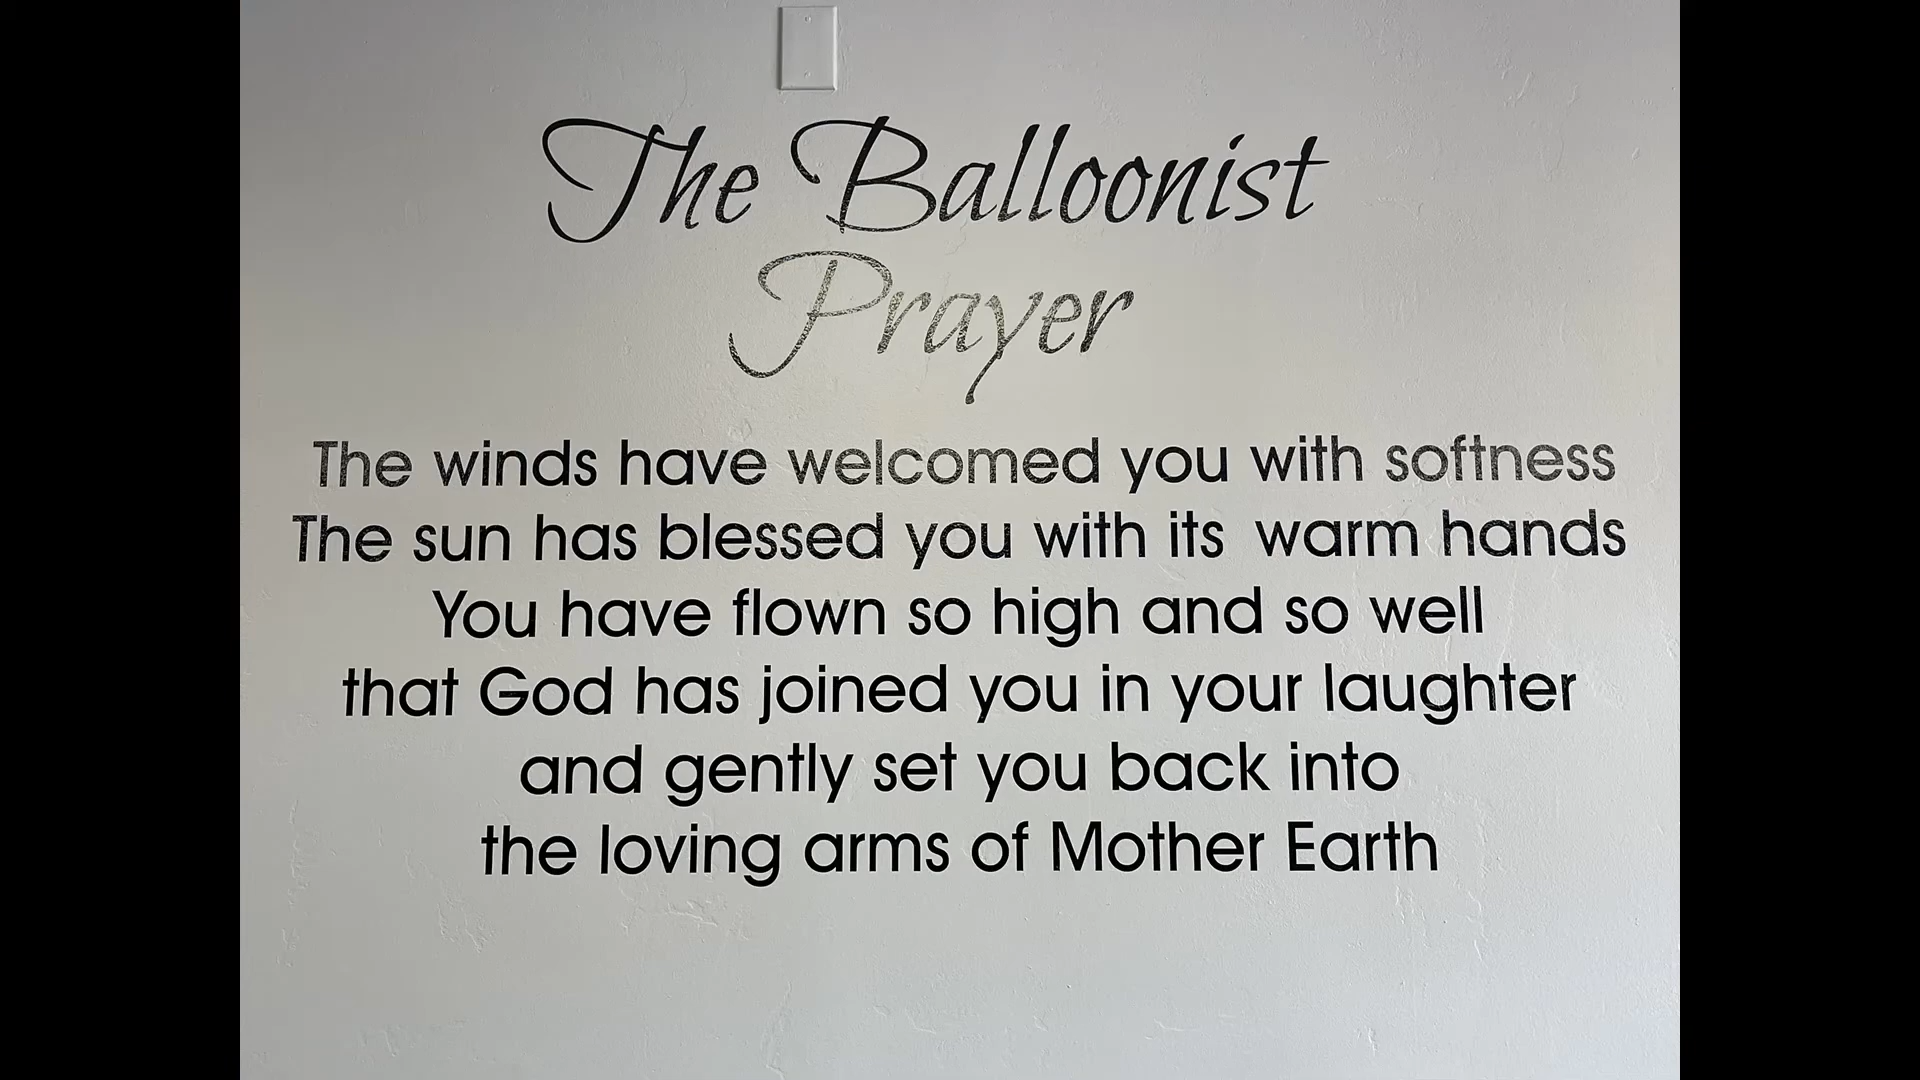 The Balloonist
Prayer
The winds have welcomed you with softness
The sun has blessed you with its warm hands
You have flown so high and so well
that God has joined you in your laughter
and gently set you back into
the loving arms of Mother Earth